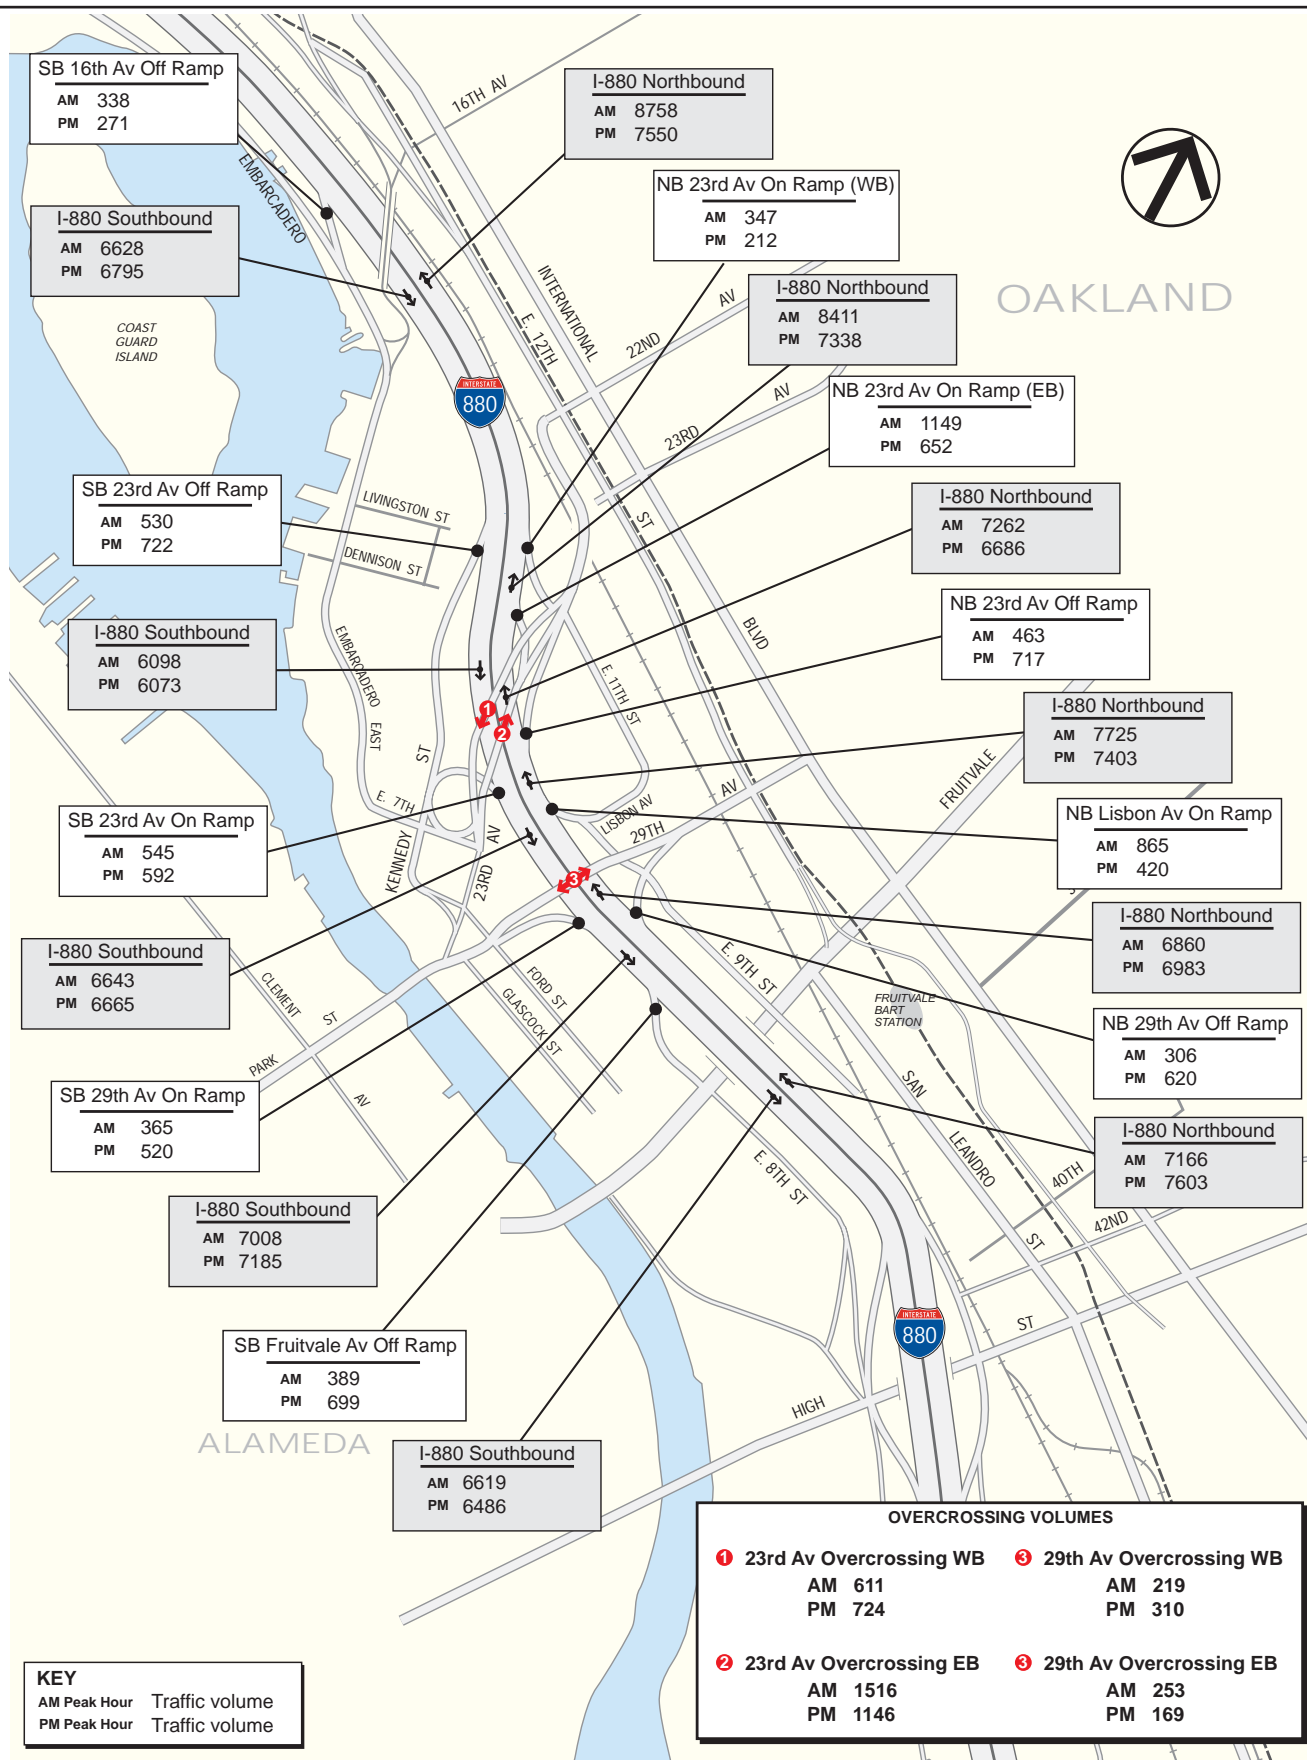 SB 16th Av Off Ramp
AM 338
PM 271
I-880 Northbound
AM 8758
PM 7550
16TH AV
EMBARCADERO
NB 23rd Av On Ramp (WB)
AM 347
PM 212
I-880 Southbound
AM 6628
PM 6795
I-880 Northbound
AM 8411
PM 7338
OAKLAND
COAST
GUARD
ISLAND
INTERNATIONAL
BLVD
E. 12TH
ST
22ND
AV
23RD
AV
INTERSTATE
880
NB 23rd Av On Ramp (EB)
AM 1149
PM 652
SB 23rd Av Off Ramp
AM 530
PM 722
LIVINGSTON ST
DENNISON ST
I-880 Northbound
AM 7262
PM 6686
NB 23rd Av Off Ramp
AM 463
PM 717
I-880 Southbound
AM 6098
PM 6073
EMBARCADERO
EAST
E. 11TH ST
1
2
I-880 Northbound
AM 7725
PM 7403
FRUITVALE
SB 23rd Av On Ramp
AM 545
PM 592
E. 7TH
ST
KENNEDY
23RD
AV
LISBON AV
29TH
AV
NB Lisbon Av On Ramp
AM 865
PM 420
3
I-880 Northbound
AM 6860
PM 6983
I-880 Southbound
AM 6643
PM 6665
CLEMENT
AV
PARK
ST
FORD ST
GLASCOCK ST
E. 9TH ST
FRUITVALE
BART
STATION
NB 29th Av Off Ramp
AM 306
PM 620
SB 29th Av On Ramp
AM 365
PM 520
SAN
LEANDRO
ST
E. 8TH ST
I-880 Northbound
AM 7166
PM 7603
40TH
42ND
I-880 Southbound
AM 7008
PM 7185
INTERSTATE
880
HIGH
ST
SB Fruitvale Av Off Ramp
AM 389
PM 699
ALAMEDA
I-880 Southbound
AM 6619
PM 6486
OVERCROSSING VOLUMES
1 23rd Av Overcrossing WB
AM 611
PM 724
3 29th Av Overcrossing WB
AM 219
PM 310
2 23rd Av Overcrossing EB
AM 1516
PM 1146
3 29th Av Overcrossing EB
AM 253
PM 169
KEY
AM Peak Hour Traffic volume
PM Peak Hour Traffic volume